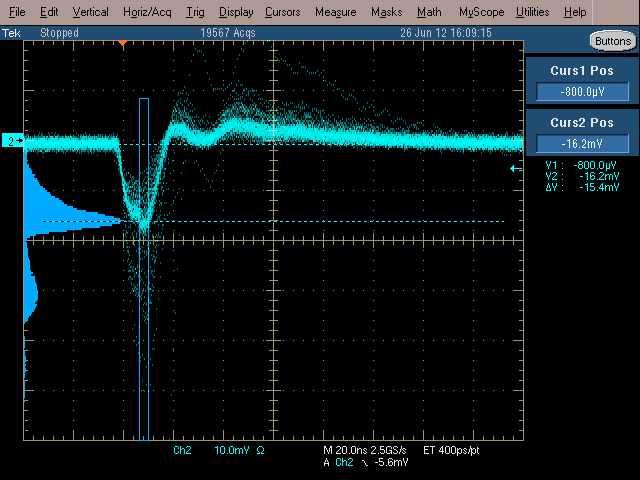 File Edit Vertical Horiz/Acq Trig Display Cursors Measure Masks Math MyScope Utilities Help
Tek Stopped 19567 Acqs 26 Jun 12 16:09:15
Buttons
Curs1 Pos
-800.0µV
Curs2 Pos
-16.2mV
V1: -800.0µV
V2: -16.2mV
ΔV: -15.4mV
2
Ch2 10.0mV Ω M 20.0ns 2.5GS/s ET 400ps/pt
A Ch2 -5.6mV